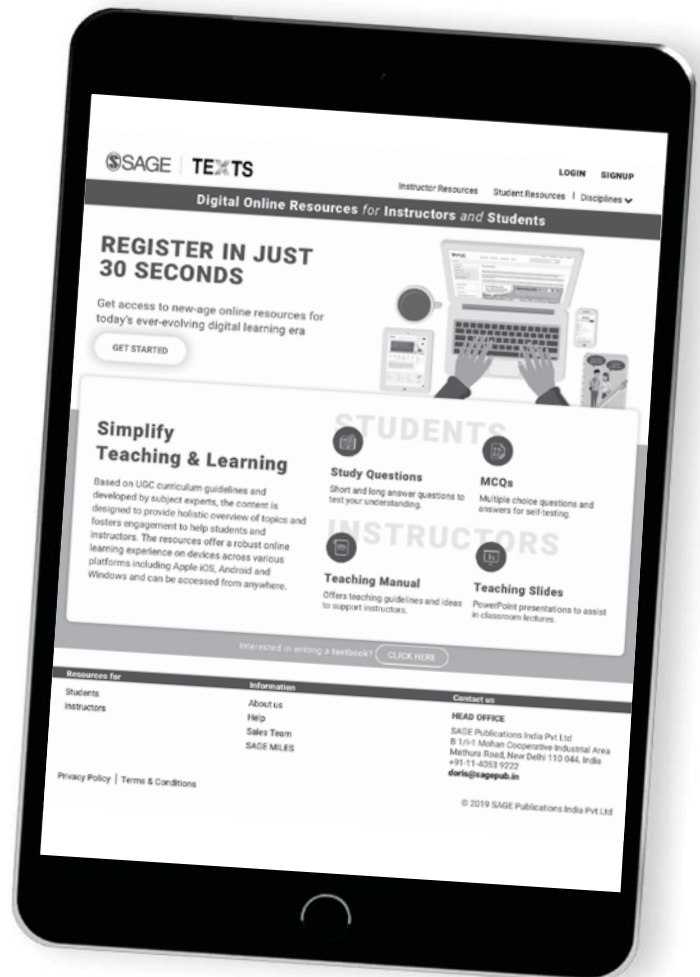 SAGE | TEXTS
LOGIN SIGNUP
Instructor Resources Student Resources | Disciplines
Digital Online Resources for Instructors and Students
REGISTER IN JUST
30 SECONDS
Get access to new-age online resources for
today's ever-evolving digital learning era
GET STARTED
Simplify
Teaching & Learning
Based on UGC curriculum guidelines and
developed by subject experts, the content is
designed to provide holistic overview of topics and
fosters engagement to help students and
instructors. The resources offer a robust online
learning experience on devices across various
platforms including Apple iOS, Android and
Windows and can be accessed from anywhere.
STUDENTS
Study Questions
Short and long answer questions to
test your understanding.
MCQs
Multiple choice questions and
answers for self-testing.
INSTRUCTORS
Teaching Manual
Offers teaching guidelines and ideas
to support instructors.
Teaching Slides
PowerPoint presentations to assist
in classroom lectures.
Interested in writing a textbook? CLICK HERE
Resources for
Students
Instructors
Information
About us
Help
Sales Team
SAGE MILES
Contact us
HEAD OFFICE
SAGE Publications India Pvt Ltd
B 1/I-1 Mohan Cooperative Industrial Area
Mathura Road, New Delhi 110 044, India
+91-11-4053 9222
doris@sagepub.in
Privacy Policy | Terms & Conditions
© 2019 SAGE Publications India Pvt Ltd